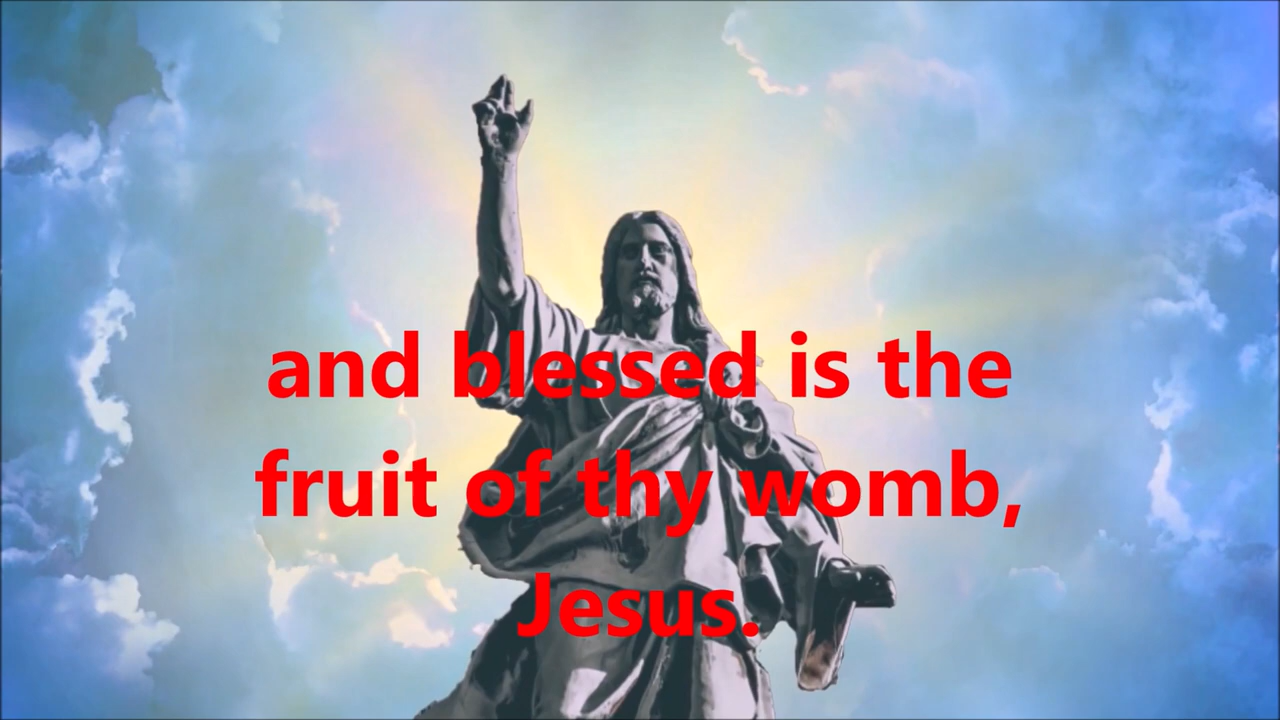 and blessed is the
fruit of thy womb,
Jesus.